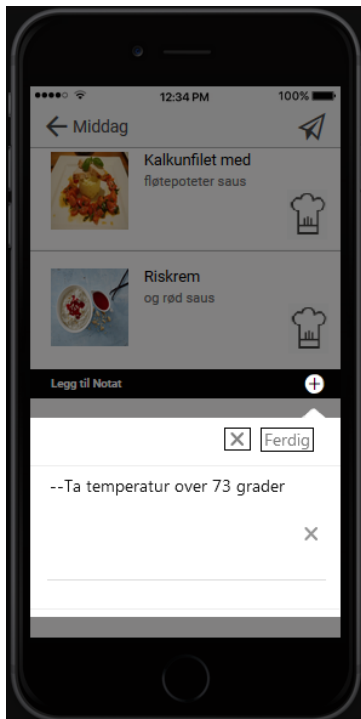 12:34 PM 100%
Middag
Kalkunfilet med
fløtepoteter saus
Riskrem
og rød saus
Legg til Notat
Ferdig
--Ta temperatur over 73 grader